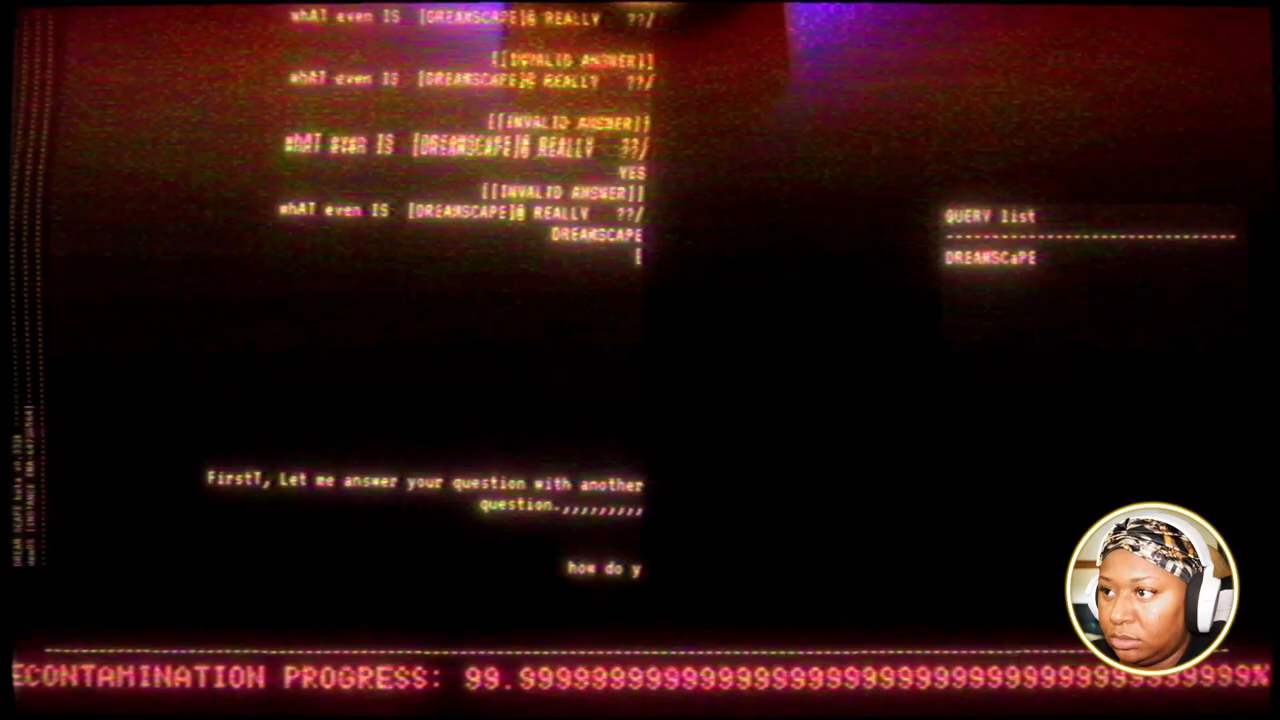 whAT even IS [DREAMSCAPE]@ REALLY ??/
[[INVALID ANSWER]]
whAT even IS [DREAMSCAPE]@ REALLY ??/
[[INVALID ANSWER]]
whAT even IS [DREAMSCAPE]@ REALLY ??/
YES
[[INVALID ANSWER]]
whAT even IS [DREAMSCAPE]@ REALLY ??/
DREAMSCAPE
[
QUERY list
DREAMSCaPE
FirstT, Let me answer your question with another
question.,,,,,,,,,,
how do y
ECONTAMINATION PROGRESS: